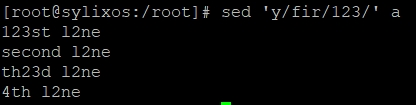 [root@sylixos:/root]# sed 'y/fir/123/' a
123st l2ne
second l2ne
th23d l2ne
4th l2ne